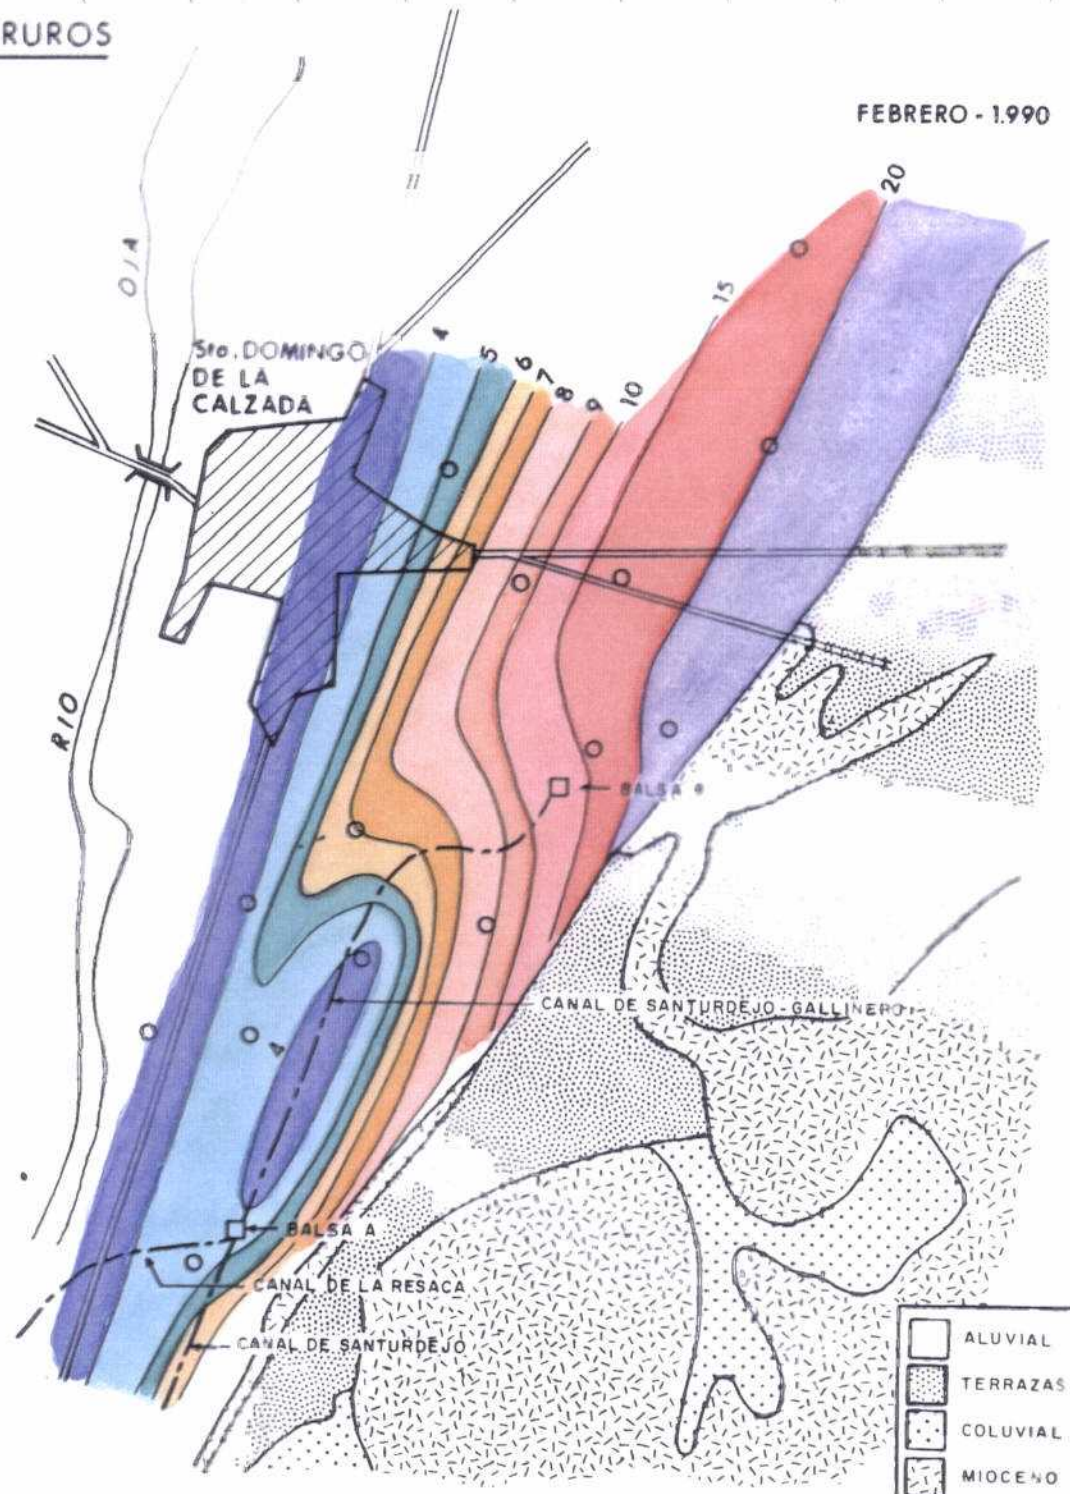 RUROS
FEBRERO - 1.990
OJA
Sto. DOMINGO
DE LA
CALZADA
4
5
6
7
8
9
10
15
20
RIO
BALSA
CANAL DE SANTURDEJO - GALLINERO
4
BALSA A
CANAL DE LA RESACA
CANAL DE SANTURDEJO
ALUVIAL
TERRAZAS
COLUVIAL
MIOCENO